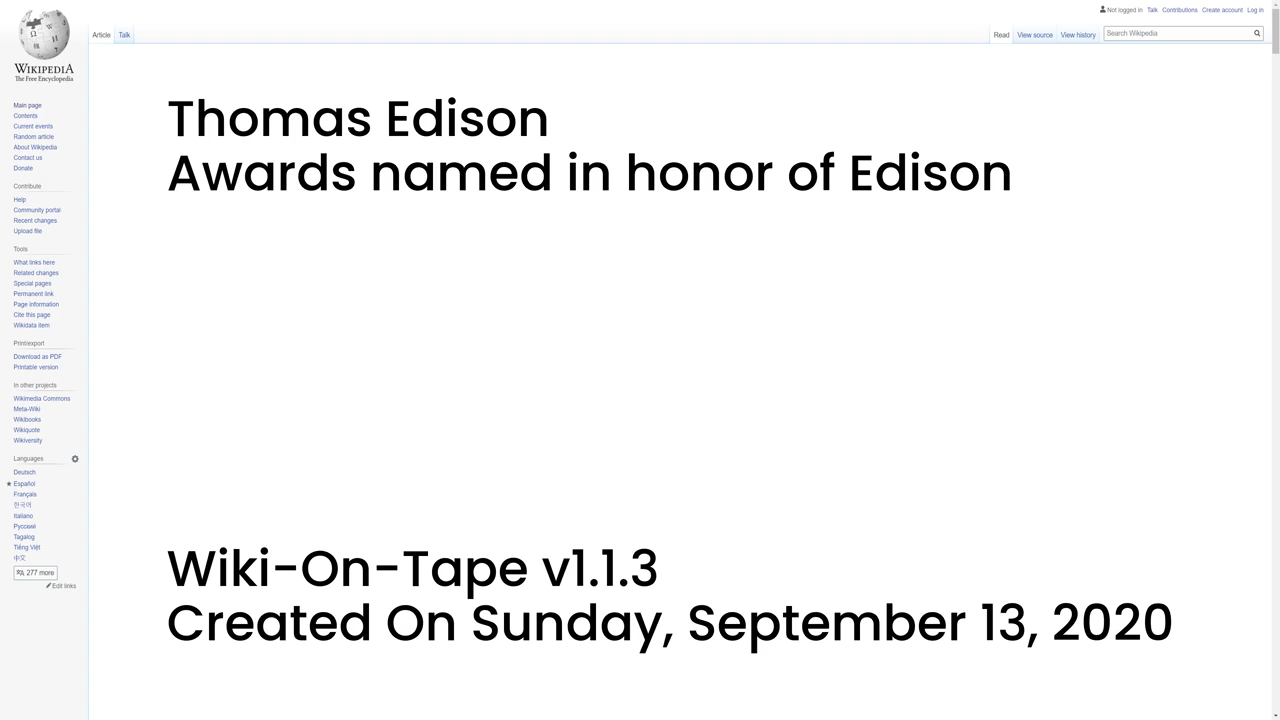 Not logged in Talk Contributions Create account Log in
Article Talk Read View source View history Search Wikipedia
WIKIPEDIA
The Free Encyclopedia
Main page
Contents
Current events
Random article
About Wikipedia
Contact us
Donate
Contribute
Help
Community portal
Recent changes
Upload file
Tools
What links here
Related changes
Special pages
Permanent link
Page information
Cite this page
Wikidata item
Print/export
Download as PDF
Printable version
In other projects
Wikimedia Commons
Meta-Wiki
Wikibooks
Wikiquote
Wikiversity
Languages
Deutsch
Español
Français
한국어
Italiano
Русский
Tagalog
Tiếng Việt
中文
277 more
Edit links
Thomas Edison
Awards named in honor of Edison
Wiki-On-Tape v1.1.3
Created On Sunday, September 13, 2020